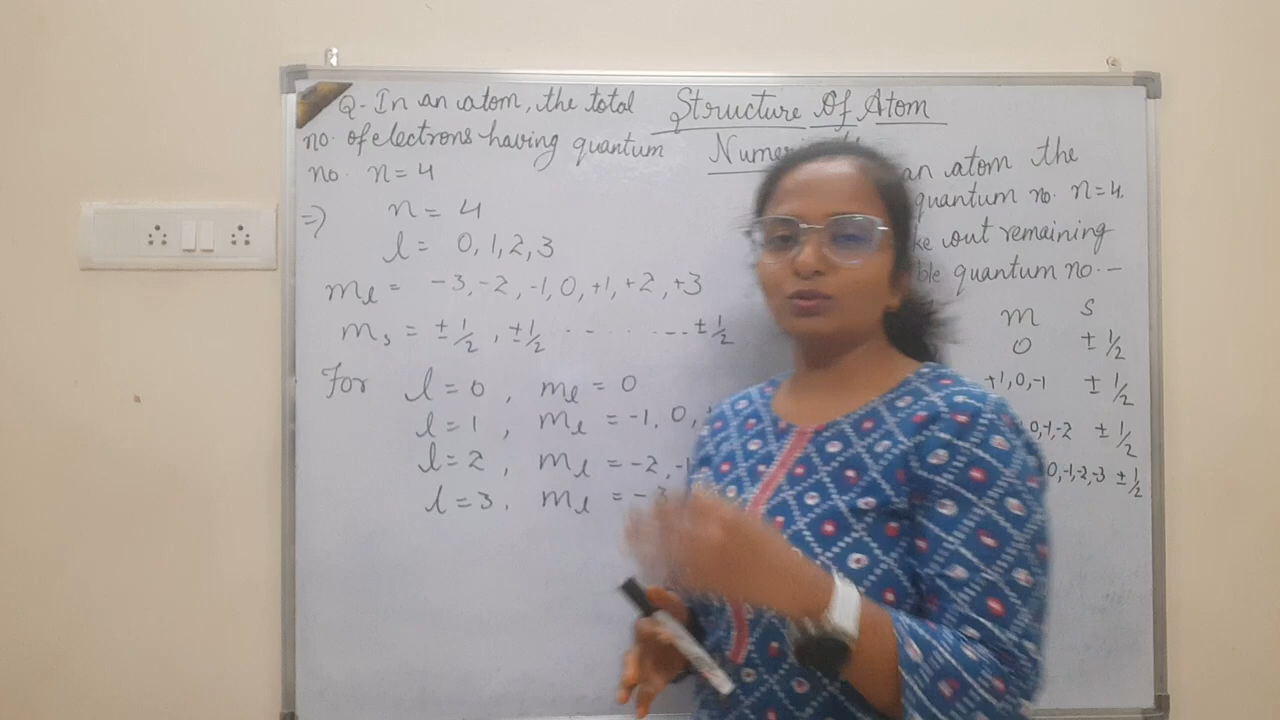 Structure Of Atom
Q- In an atom, the total
no. of electrons having quantum
no. n = 4
=) n = 4
l = 0, 1, 2, 3
ml = -3, -2, -1, 0, +1, +2, +3
ms = ± 1/2, ± 1/2 - - . . . . . - - ± 1/2
For l = 0, ml = 0
l = 1, ml = -1, 0,
l = 2, ml = -2, -1
l = 3, ml = -3
an atom the
quantum no. n = 4.
out remaining
quantum no. -
m s
0 ± 1/2
+1, 0, -1 ± 1/2
0, -1, -2 ± 1/2
0, -1, -2, -3 ± 1/2